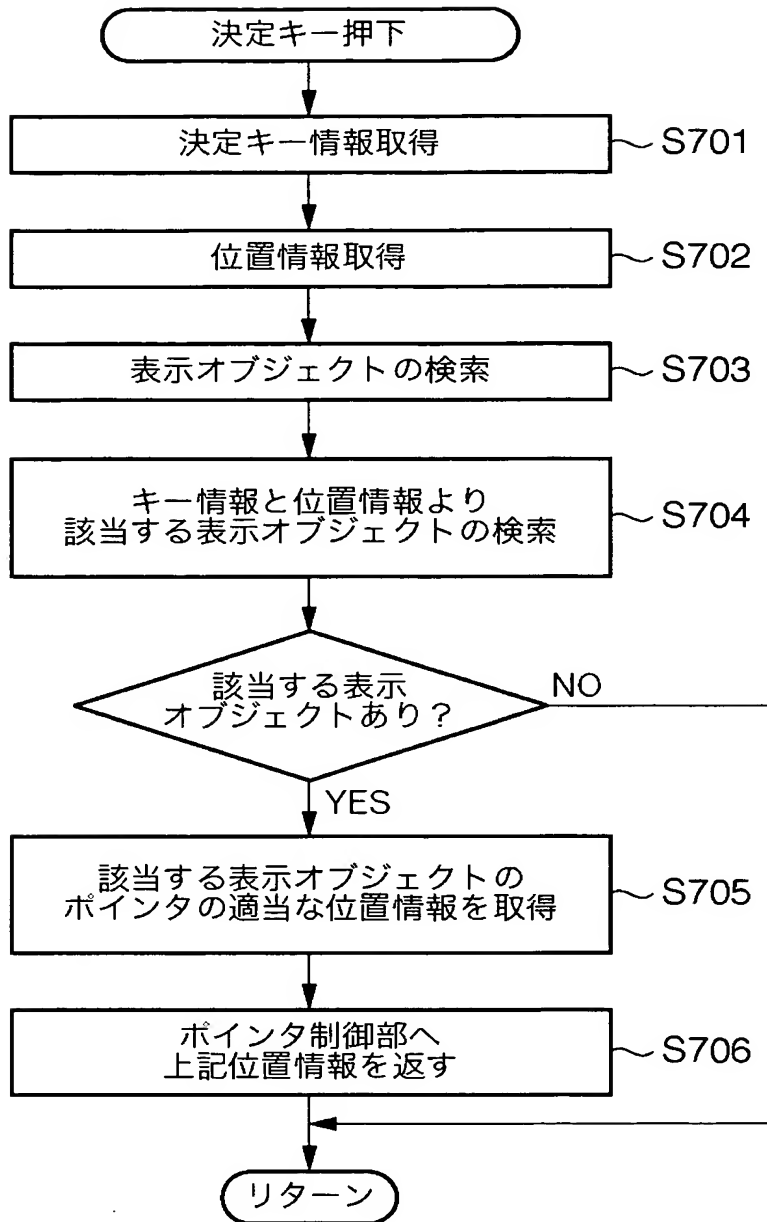 決定キー押下
決定キー情報取得
S701
位置情報取得
S702
表示オブジェクトの検索
S703
キー情報と位置情報より
該当する表示オブジェクトの検索
S704
該当する表示
オブジェクトあり?
NO
YES
該当する表示オブジェクトの
ポインタの適当な位置情報を取得
S705
ポインタ制御部へ
上記位置情報を返す
S706
リターン